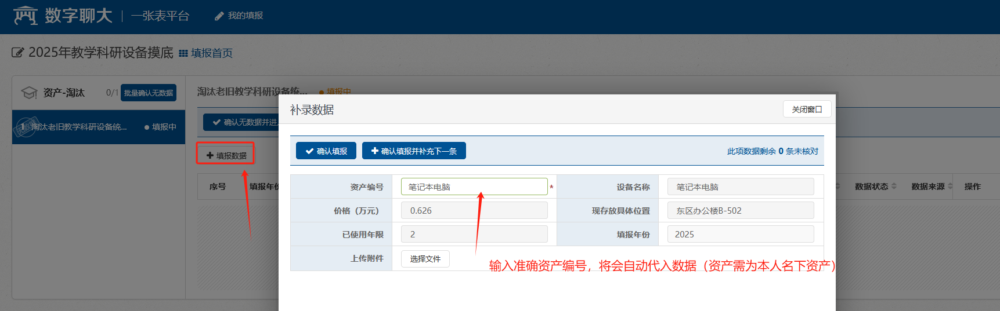 数字聊大 | 一张表平台 我的填报
2025年教学科研设备摸底 填报首页
资产-淘汰 0/1 批量确认无数据
1 淘汰老旧教学科研设备统... 填报中
淘汰老旧教学科研设备统... 填报中
确认无数据并进
填报数据
序号 填报年份 数据状态 数据来源 操作
补录数据 关闭窗口
确认填报 确认填报并补充下一条 此项数据剩余 0 条未核对
资产编号 笔记本电脑 * 设备名称 笔记本电脑
价格（万元） 0.626 现存放具体位置 东区办公楼B-502
已使用年限 2 填报年份 2025
上传附件 选择文件
输入准确资产编号，将会自动代入数据（资产需为本人名下资产）